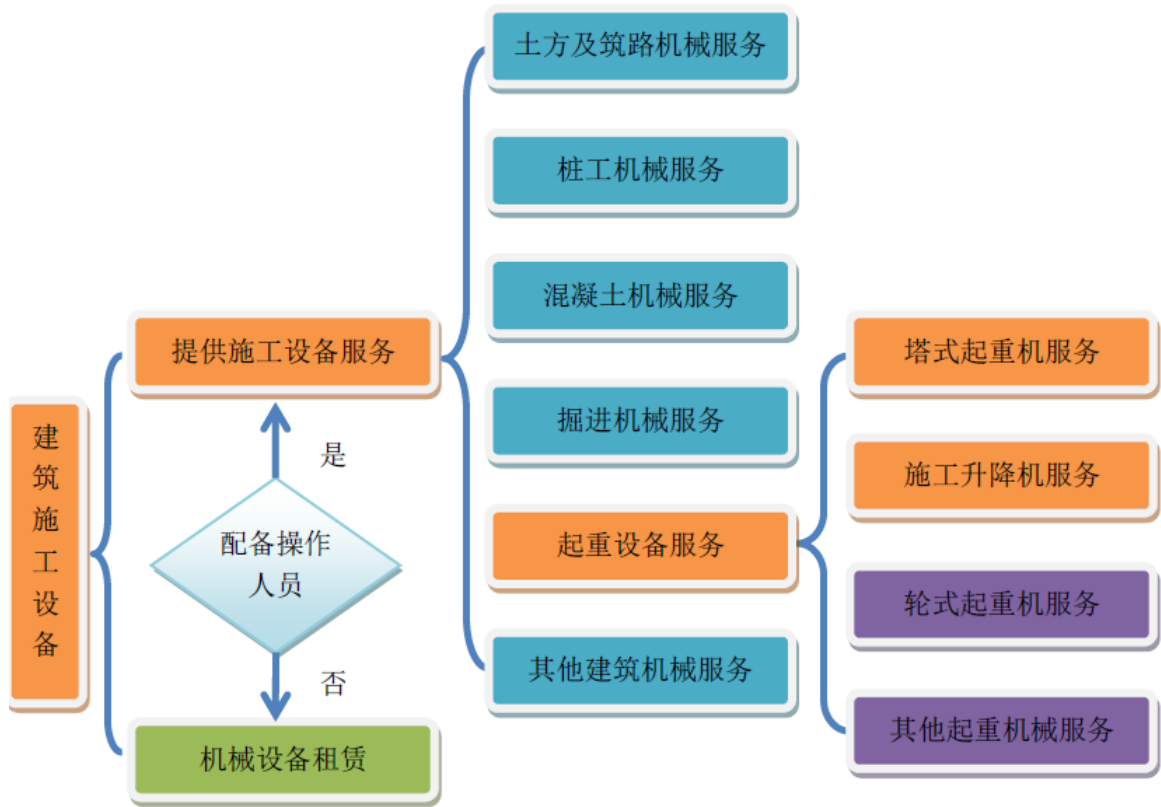 建筑施工设备
提供施工设备服务
是
配备操作
人员
否
机械设备租赁
土方及筑路机械服务
桩工机械服务
混凝土机械服务
掘进机械服务
起重设备服务
其他建筑机械服务
塔式起重机服务
施工升降机服务
轮式起重机服务
其他起重机械服务